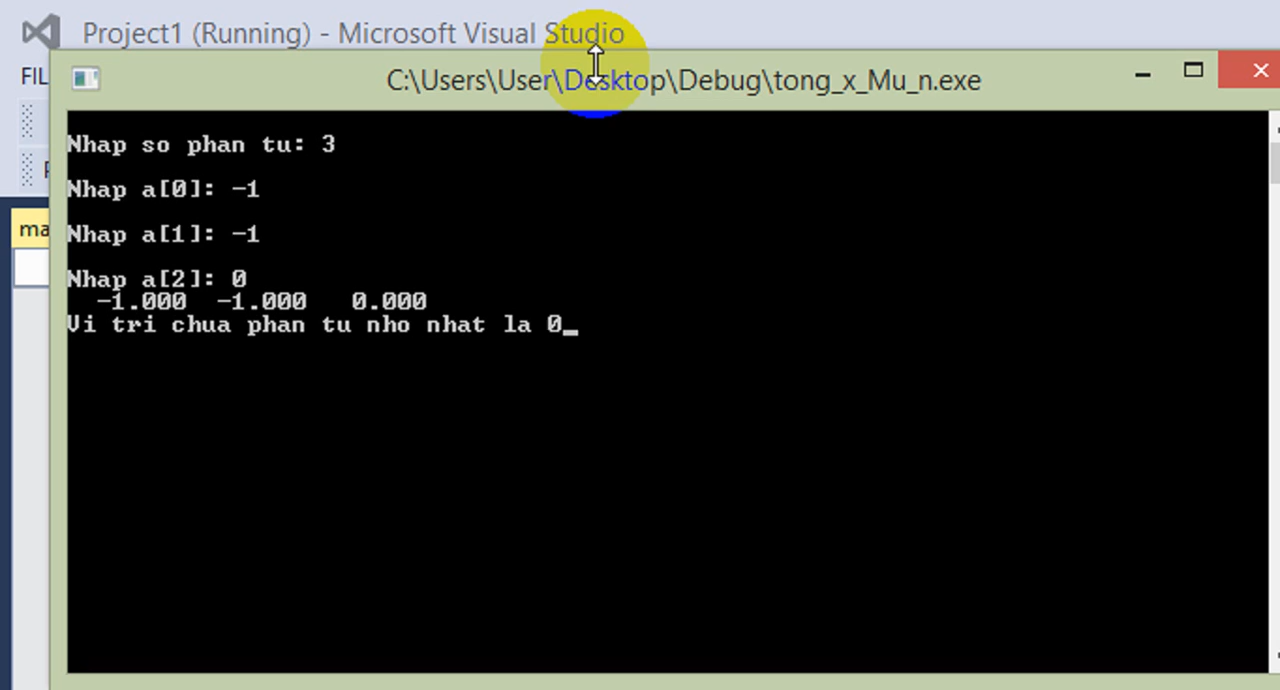 Project1 (Running) - Microsoft Visual Studio
FIL
C:\Users\User\Desktop\Debug\tong_x_Mu_n.exe
ma
Nhap so phan tu: 3
Nhap a[0]: -1
Nhap a[1]: -1
Nhap a[2]: 0
-1.000 -1.000 0.000
Vi tri chua phan tu nho nhat la 0_